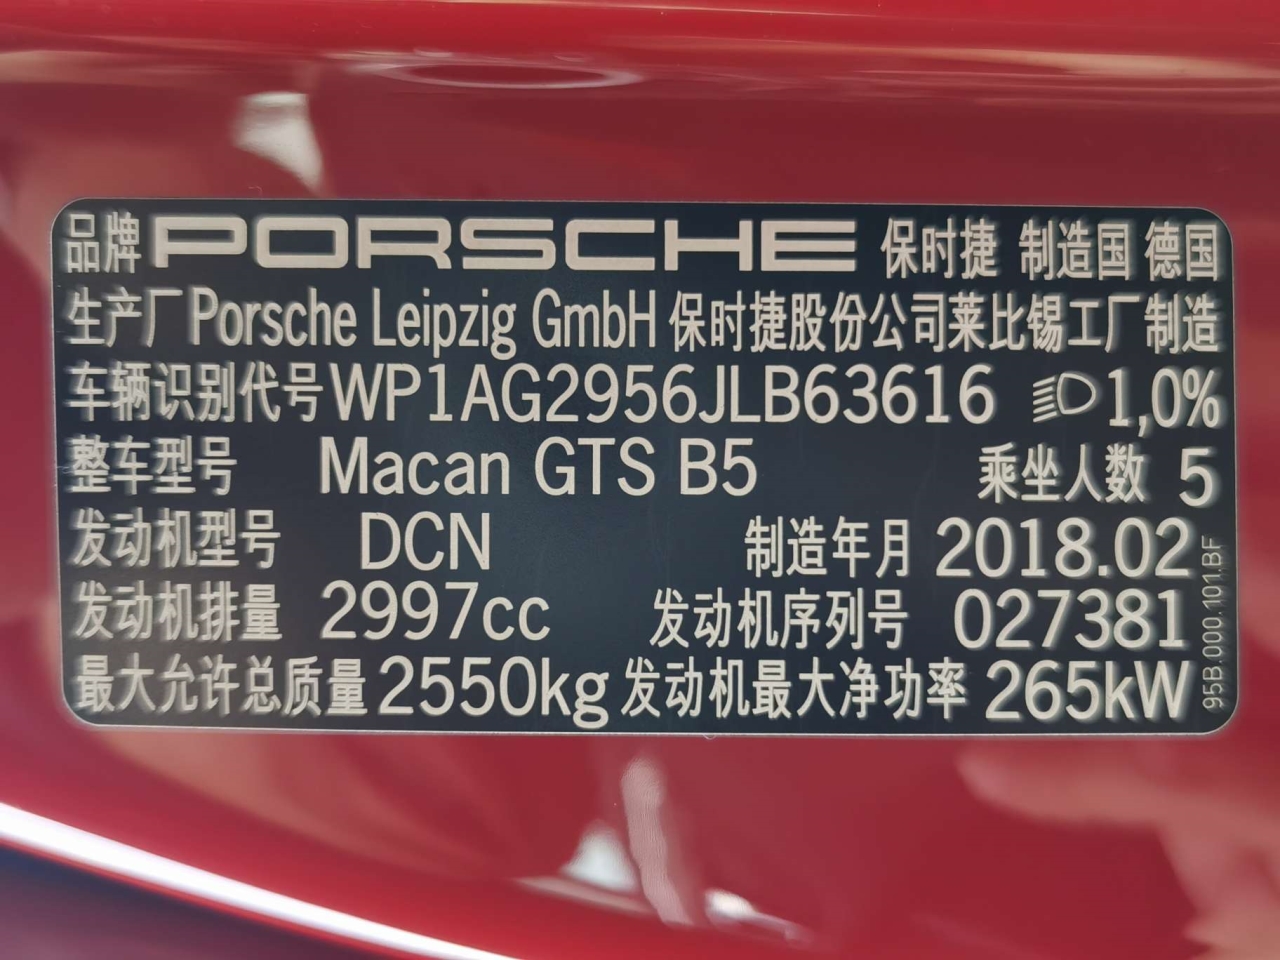 品牌 PORSCHE 保时捷 制造国 德国
生产厂 Porsche Leipzig GmbH 保时捷股份公司莱比锡工厂制造
车辆识别代号 WP1AG2956JLB63616 1,0%
整车型号 Macan GTS B5 乘坐人数 5
发动机型号 DCN 制造年月 2018.02
发动机排量 2997cc 发动机序列号 027381
最大允许总质量 2550kg 发动机最大净功率 265kW
95B.000.101.BF